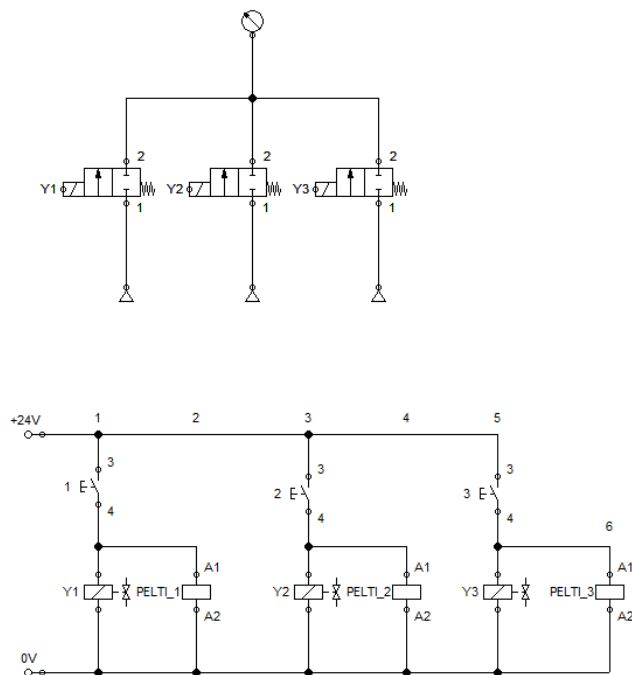 2 2 2
Y1 Y2 Y3
1 1 1
+24V 1 2 3 4 5
3 3 3
1 2 3
4 4 4
6
A1 A1 A1
Y1 PELTI_1 Y2 PELTI_2 Y3 PELTI_3
A2 A2 A2
0V